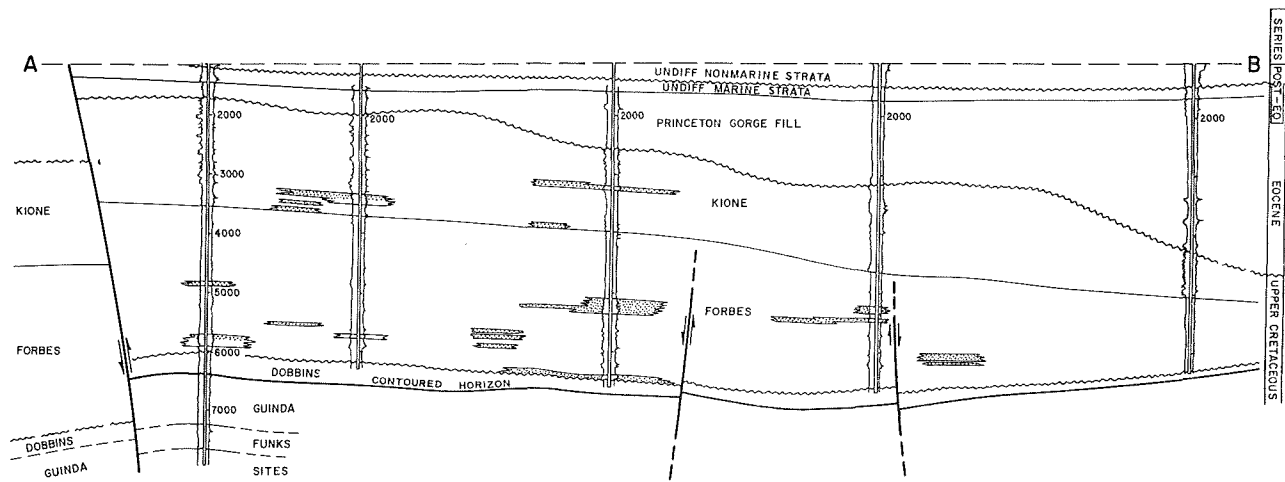 A
B
UNDIFF NONMARINE STRATA
UNDIFF MARINE STRATA
SERIES
POST-EO
2000
2000
2000
2000
2000
PRINCETON GORGE FILL
3000
KIONE
KIONE
EOCENE
4000
5000
FORBES
FORBES
UPPER CRETACEOUS
6000
DOBBINS
CONTOURED HORIZON
7000
GUINDA
DOBBINS
FUNKS
GUINDA
SITES